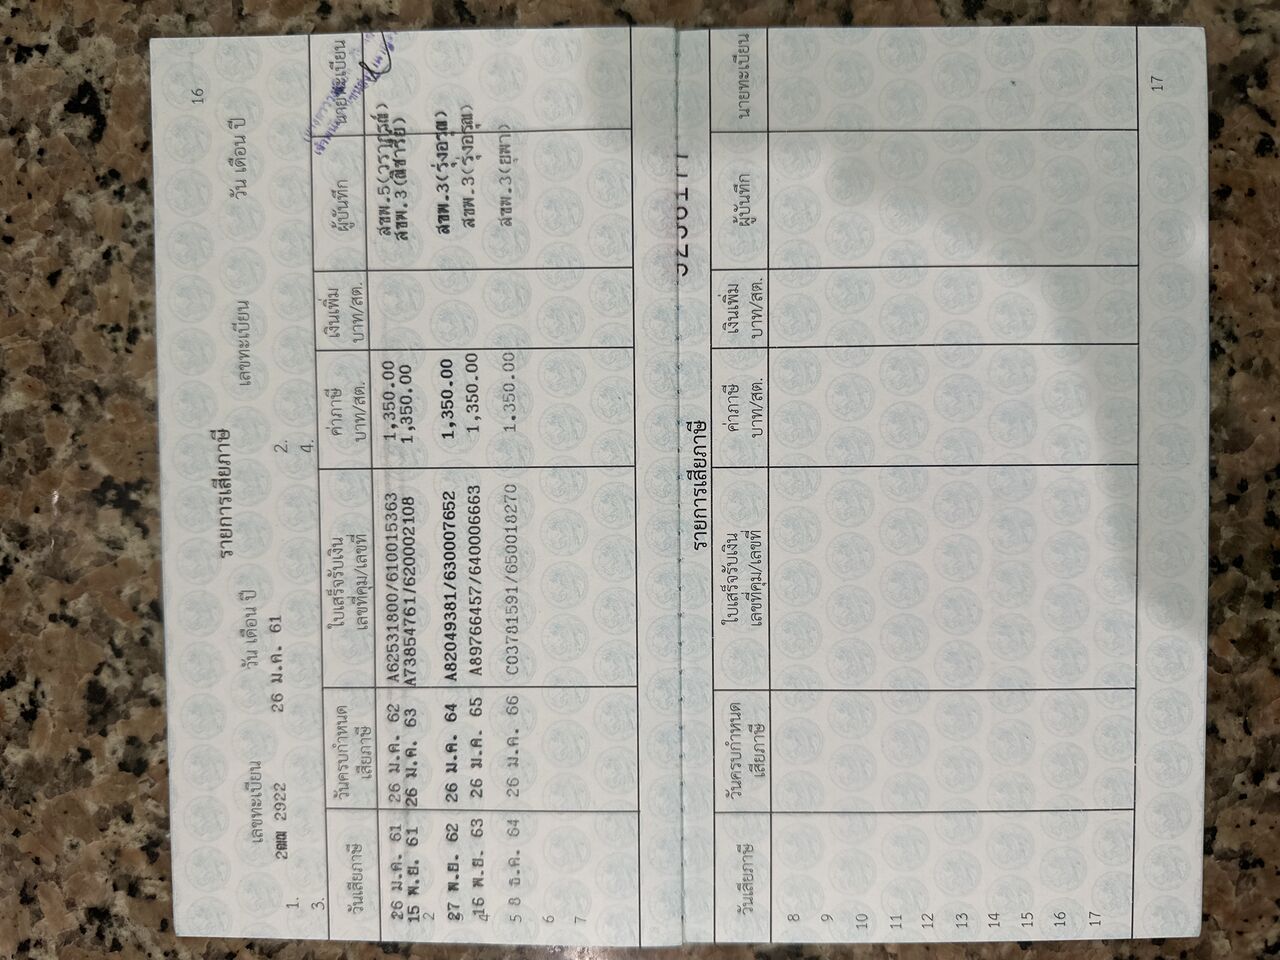 16
รายการเสียภาษี
เลขทะเบียน วัน เดือน ปี เลขทะเบียน วัน เดือน ปี
1. 2922 26 ม.ค. 61 2.
3. 4.
วันเสียภาษี วันครบกำหนดเสียภาษี ใบเสร็จรับเงิน เลขที่คุม/เลขที่ ค่าภาษี บาท/สต. เงินเพิ่ม บาท/สต. ผู้บันทึก นายทะเบียน
26 ม.ค. 61 26 ม.ค. 62 A62531800/610015363 1,350.00 สขพ.5(วราภรณ์)
15 พ.ย. 61 26 ม.ค. 63 A73854761/620002108 1,350.00 สขพ.3
2
27 พ.ย. 62 26 ม.ค. 64 A82049381/630007652 1,350.00 สขพ.3(รุ่งอรุณ)
4 16 พ.ย. 63 26 ม.ค. 65 A89766457/640006663 1,350.00 สขพ.3(รุ่งอรุณ)
5 8 ธ.ค. 64 26 ม.ค. 66 C03781591/650018270 1,350.00 สขพ.3(ยุพา)
6
7
รายการเสียภาษี
วันเสียภาษี วันครบกำหนดเสียภาษี ใบเสร็จรับเงิน เลขที่คุม/เลขที่ ค่าภาษี บาท/สต. เงินเพิ่ม บาท/สต. ผู้บันทึก นายทะเบียน
8
9
10
11
12
13
14
15
16
17
17